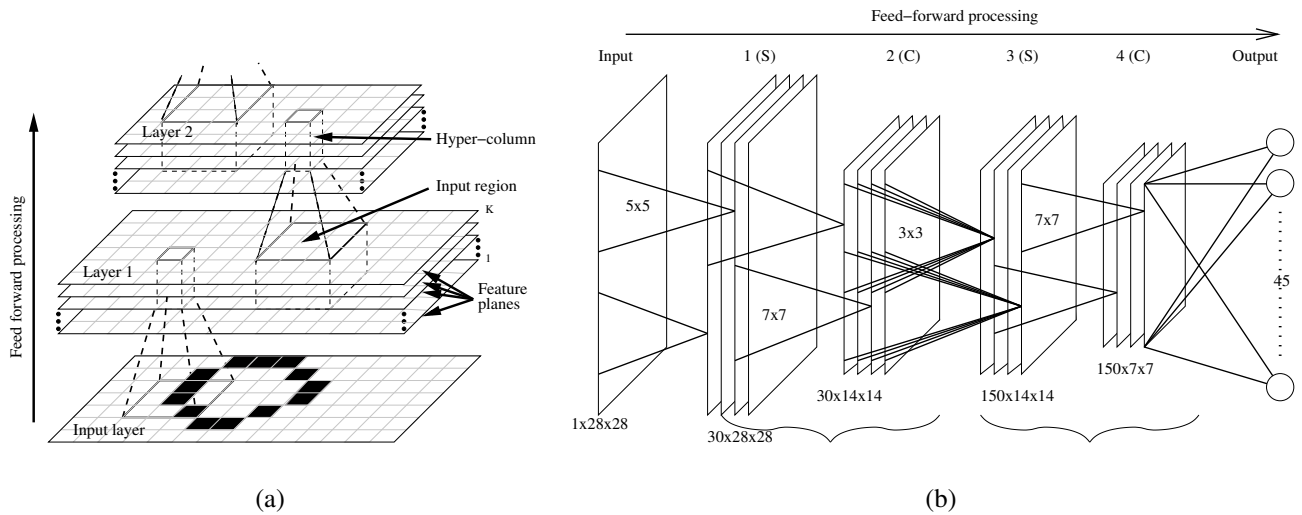 Feed forward processing
Layer 2
Hyper−column
Input region
K
1
Layer 1
Feature
planes
Input layer
(a)
Feed−forward processing
Input
1 (S)
2 (C)
3 (S)
4 (C)
Output
5x5
7x7
3x3
7x7
45
1x28x28
30x28x28
30x14x14
150x14x14
150x7x7
(b)